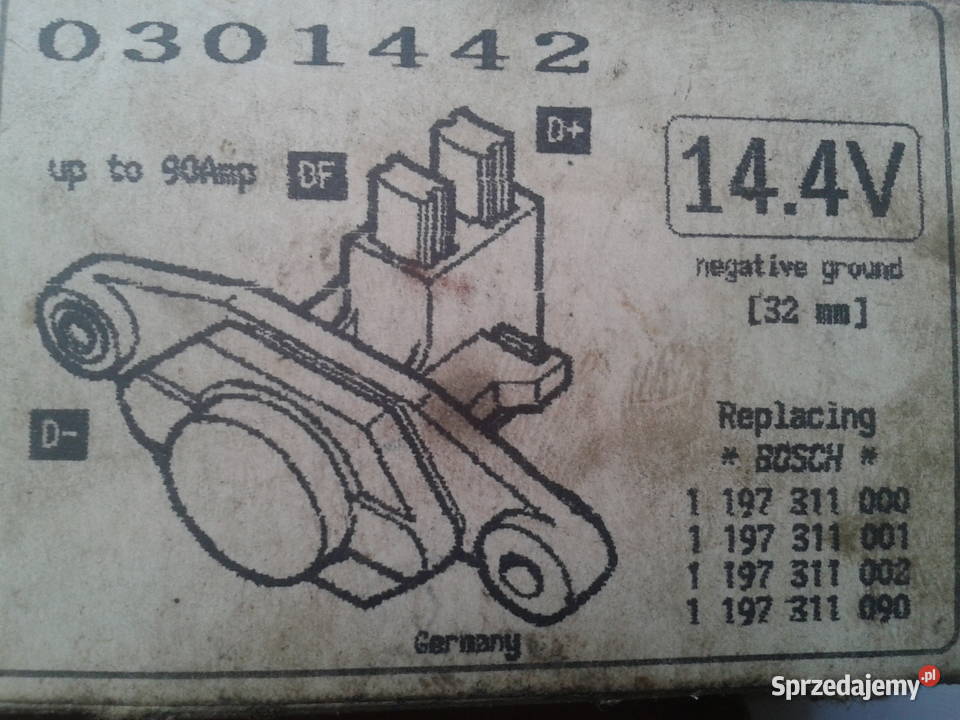 0301442
D+
up to 90Amp
DF
14.4V
negative ground
[32 mm]
D-
Replacing
* BOSCH *
1 197 311 000
1 197 311 001
1 197 311 002
1 197 311 090
Germany
Sprzedajemy.pl